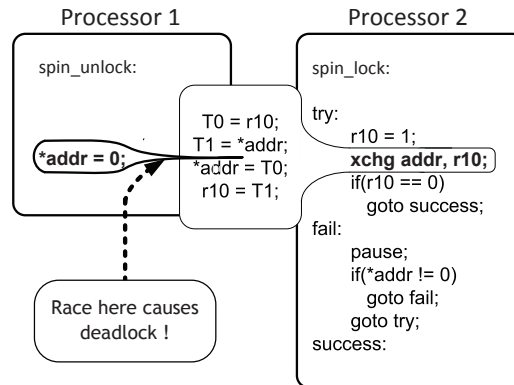 Processor 1
spin_unlock:
*addr = 0;
T0 = r10;
T1 = *addr;
*addr = T0;
r10 = T1;
Race here causes
deadlock !
Processor 2
spin_lock:
try:
r10 = 1;
xchg addr, r10;
if(r10 == 0)
goto success;
fail:
pause;
if(*addr != 0)
goto fail;
goto try;
success: